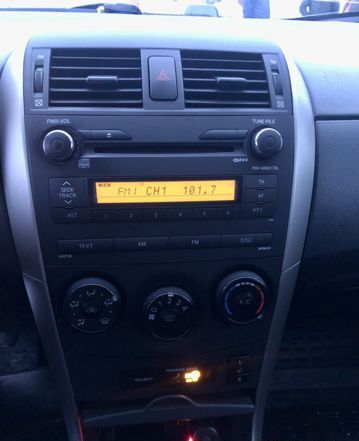 PWR·VOL TUNE·FILE
FM1 CH1 101.7
SEEK TRACK
TA
AF
AST 1 2 3 4 5 6 PTY
TEXT AM FM DISC
A/C
SECURITY